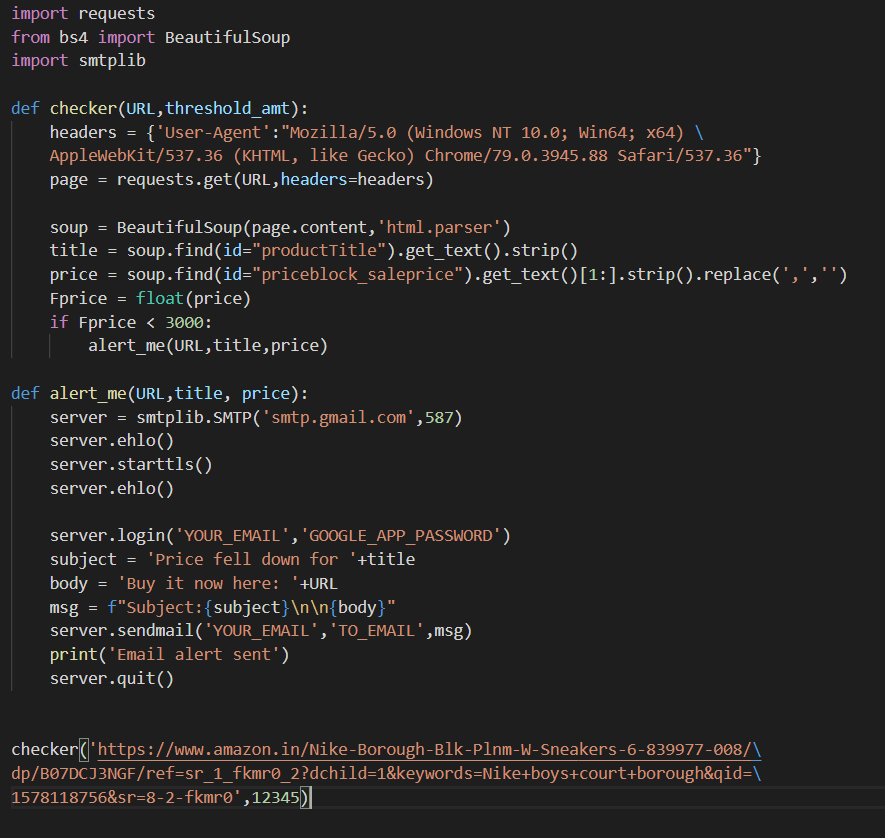 import requests
from bs4 import BeautifulSoup
import smtplib
def checker(URL,threshold_amt):
headers = {'User-Agent':"Mozilla/5.0 (Windows NT 10.0; Win64; x64) \
AppleWebKit/537.36 (KHTML, like Gecko) Chrome/79.0.3945.88 Safari/537.36"}
page = requests.get(URL,headers=headers)
soup = BeautifulSoup(page.content,'html.parser')
title = soup.find(id="productTitle").get_text().strip()
price = soup.find(id="priceblock_saleprice").get_text()[1:].strip().replace(',','')
Fprice = float(price)
if Fprice < 3000:
alert_me(URL,title,price)
def alert_me(URL,title, price):
server = smtplib.SMTP('smtp.gmail.com',587)
server.ehlo()
server.starttls()
server.ehlo()
server.login('YOUR_EMAIL','GOOGLE_APP_PASSWORD')
subject = 'Price fell down for '+title
body = 'Buy it now here: '+URL
msg = f"Subject:{subject}\n\n{body}"
server.sendmail('YOUR_EMAIL','TO_EMAIL',msg)
print('Email alert sent')
server.quit()
checker('https://www.amazon.in/Nike-Borough-Blk-Plnm-W-Sneakers-6-839977-008/\
dp/B07DCJ3NGF/ref=sr_1_fkmr0_2?dchild=1&keywords=Nike+boys+court+borough&qid=\
1578118756&sr=8-2-fkmr0',12345)